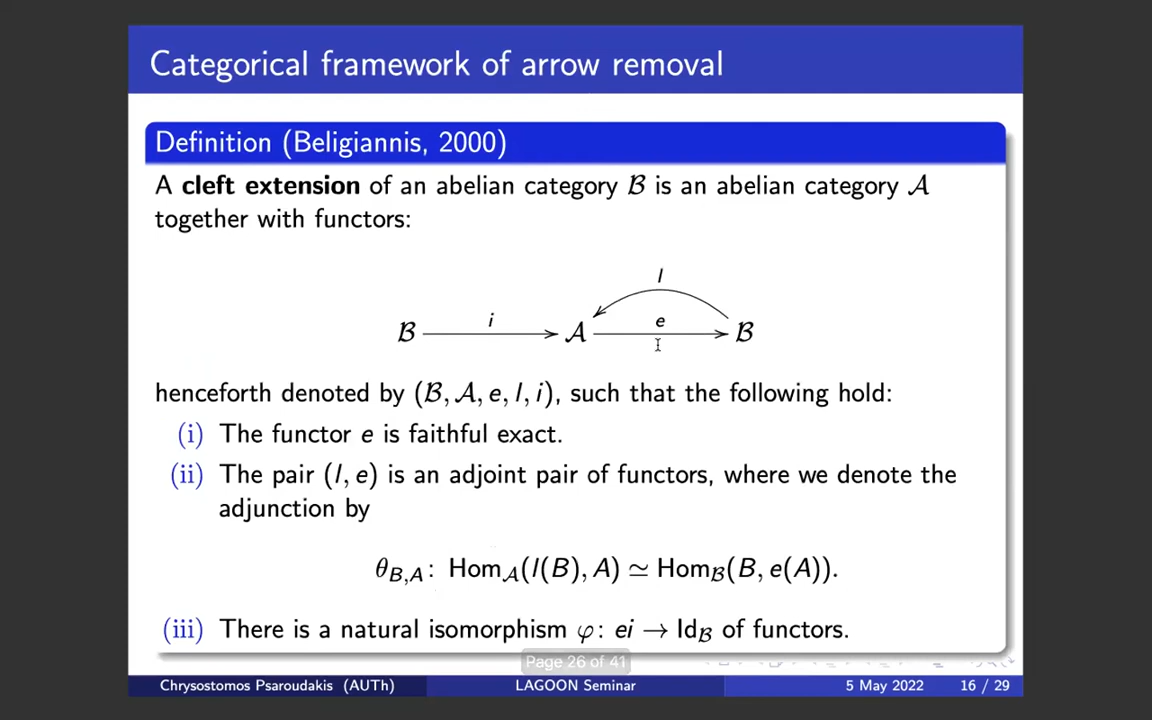 Categorical framework of arrow removal
Definition (Beligiannis, 2000)
A cleft extension of an abelian category ℬ is an abelian category 𝒜
together with functors:
l
i
e
ℬ 𝒜 ℬ
henceforth denoted by (ℬ, 𝒜, e, l, i), such that the following hold:
(i) The functor e is faithful exact.
(ii) The pair (l, e) is an adjoint pair of functors, where we denote the
adjunction by
θ_{B,A}: Hom_𝒜(l(B), A) ≃ Hom_ℬ(B, e(A)).
(iii) There is a natural isomorphism φ: ei → Id_ℬ of functors.
Page 26 of 41
Chrysostomos Psaroudakis (AUTh) LAGOON Seminar 5 May 2022 16 / 29